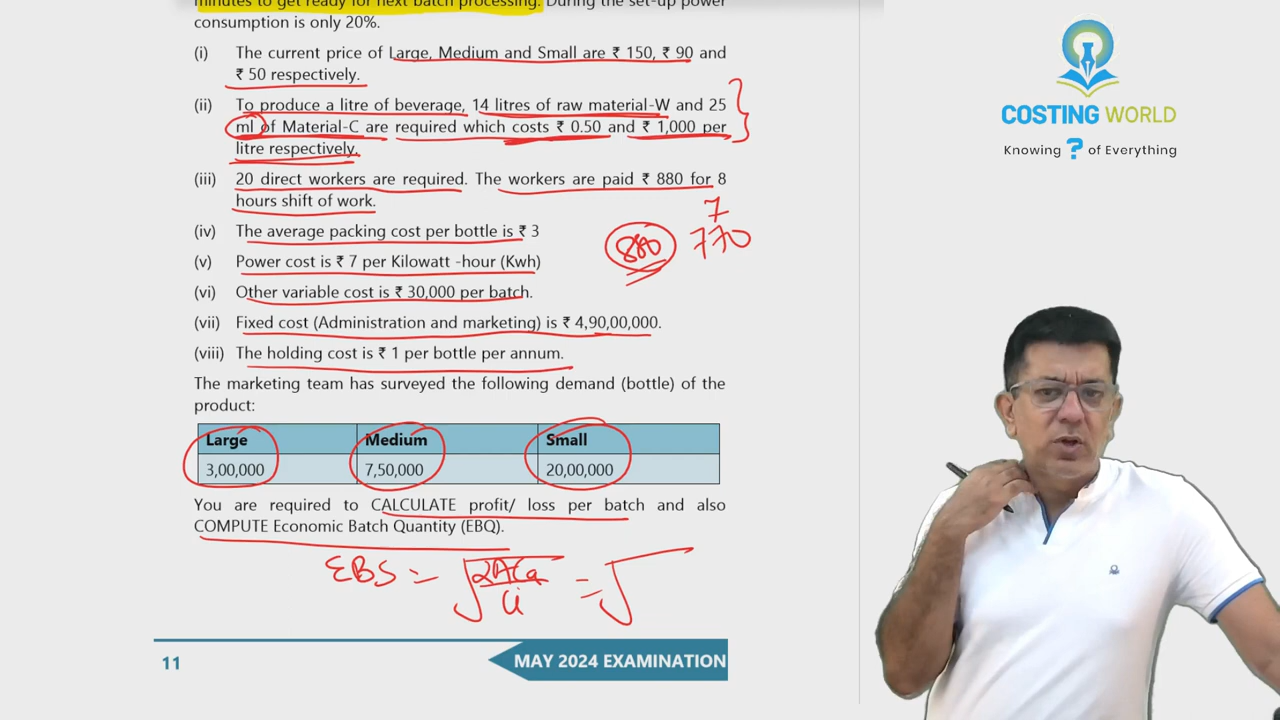 minutes to get ready for next batch processing. During the set-up power
consumption is only 20%.
(i) The current price of Large, Medium and Small are ₹ 150, ₹ 90 and
₹ 50 respectively.
(ii) To produce a litre of beverage, 14 litres of raw material-W and 25
ml of Material-C are required which costs ₹ 0.50 and ₹ 1,000 per
litre respectively.
(iii) 20 direct workers are required. The workers are paid ₹ 880 for 8
hours shift of work.
7
(iv) The average packing cost per bottle is ₹ 3
880 770
(v) Power cost is ₹ 7 per Kilowatt -hour (Kwh)
(vi) Other variable cost is ₹ 30,000 per batch.
(vii) Fixed cost (Administration and marketing) is ₹ 4,90,00,000.
(viii) The holding cost is ₹ 1 per bottle per annum.
The marketing team has surveyed the following demand (bottle) of the
product:
Large Medium Small
3,00,000 7,50,000 20,00,000
You are required to CALCULATE profit/ loss per batch and also
COMPUTE Economic Batch Quantity (EBQ).
EBS = √ 2A = √
11 MAY 2024 EXAMINATION
COSTING WORLD
Knowing ? of Everything